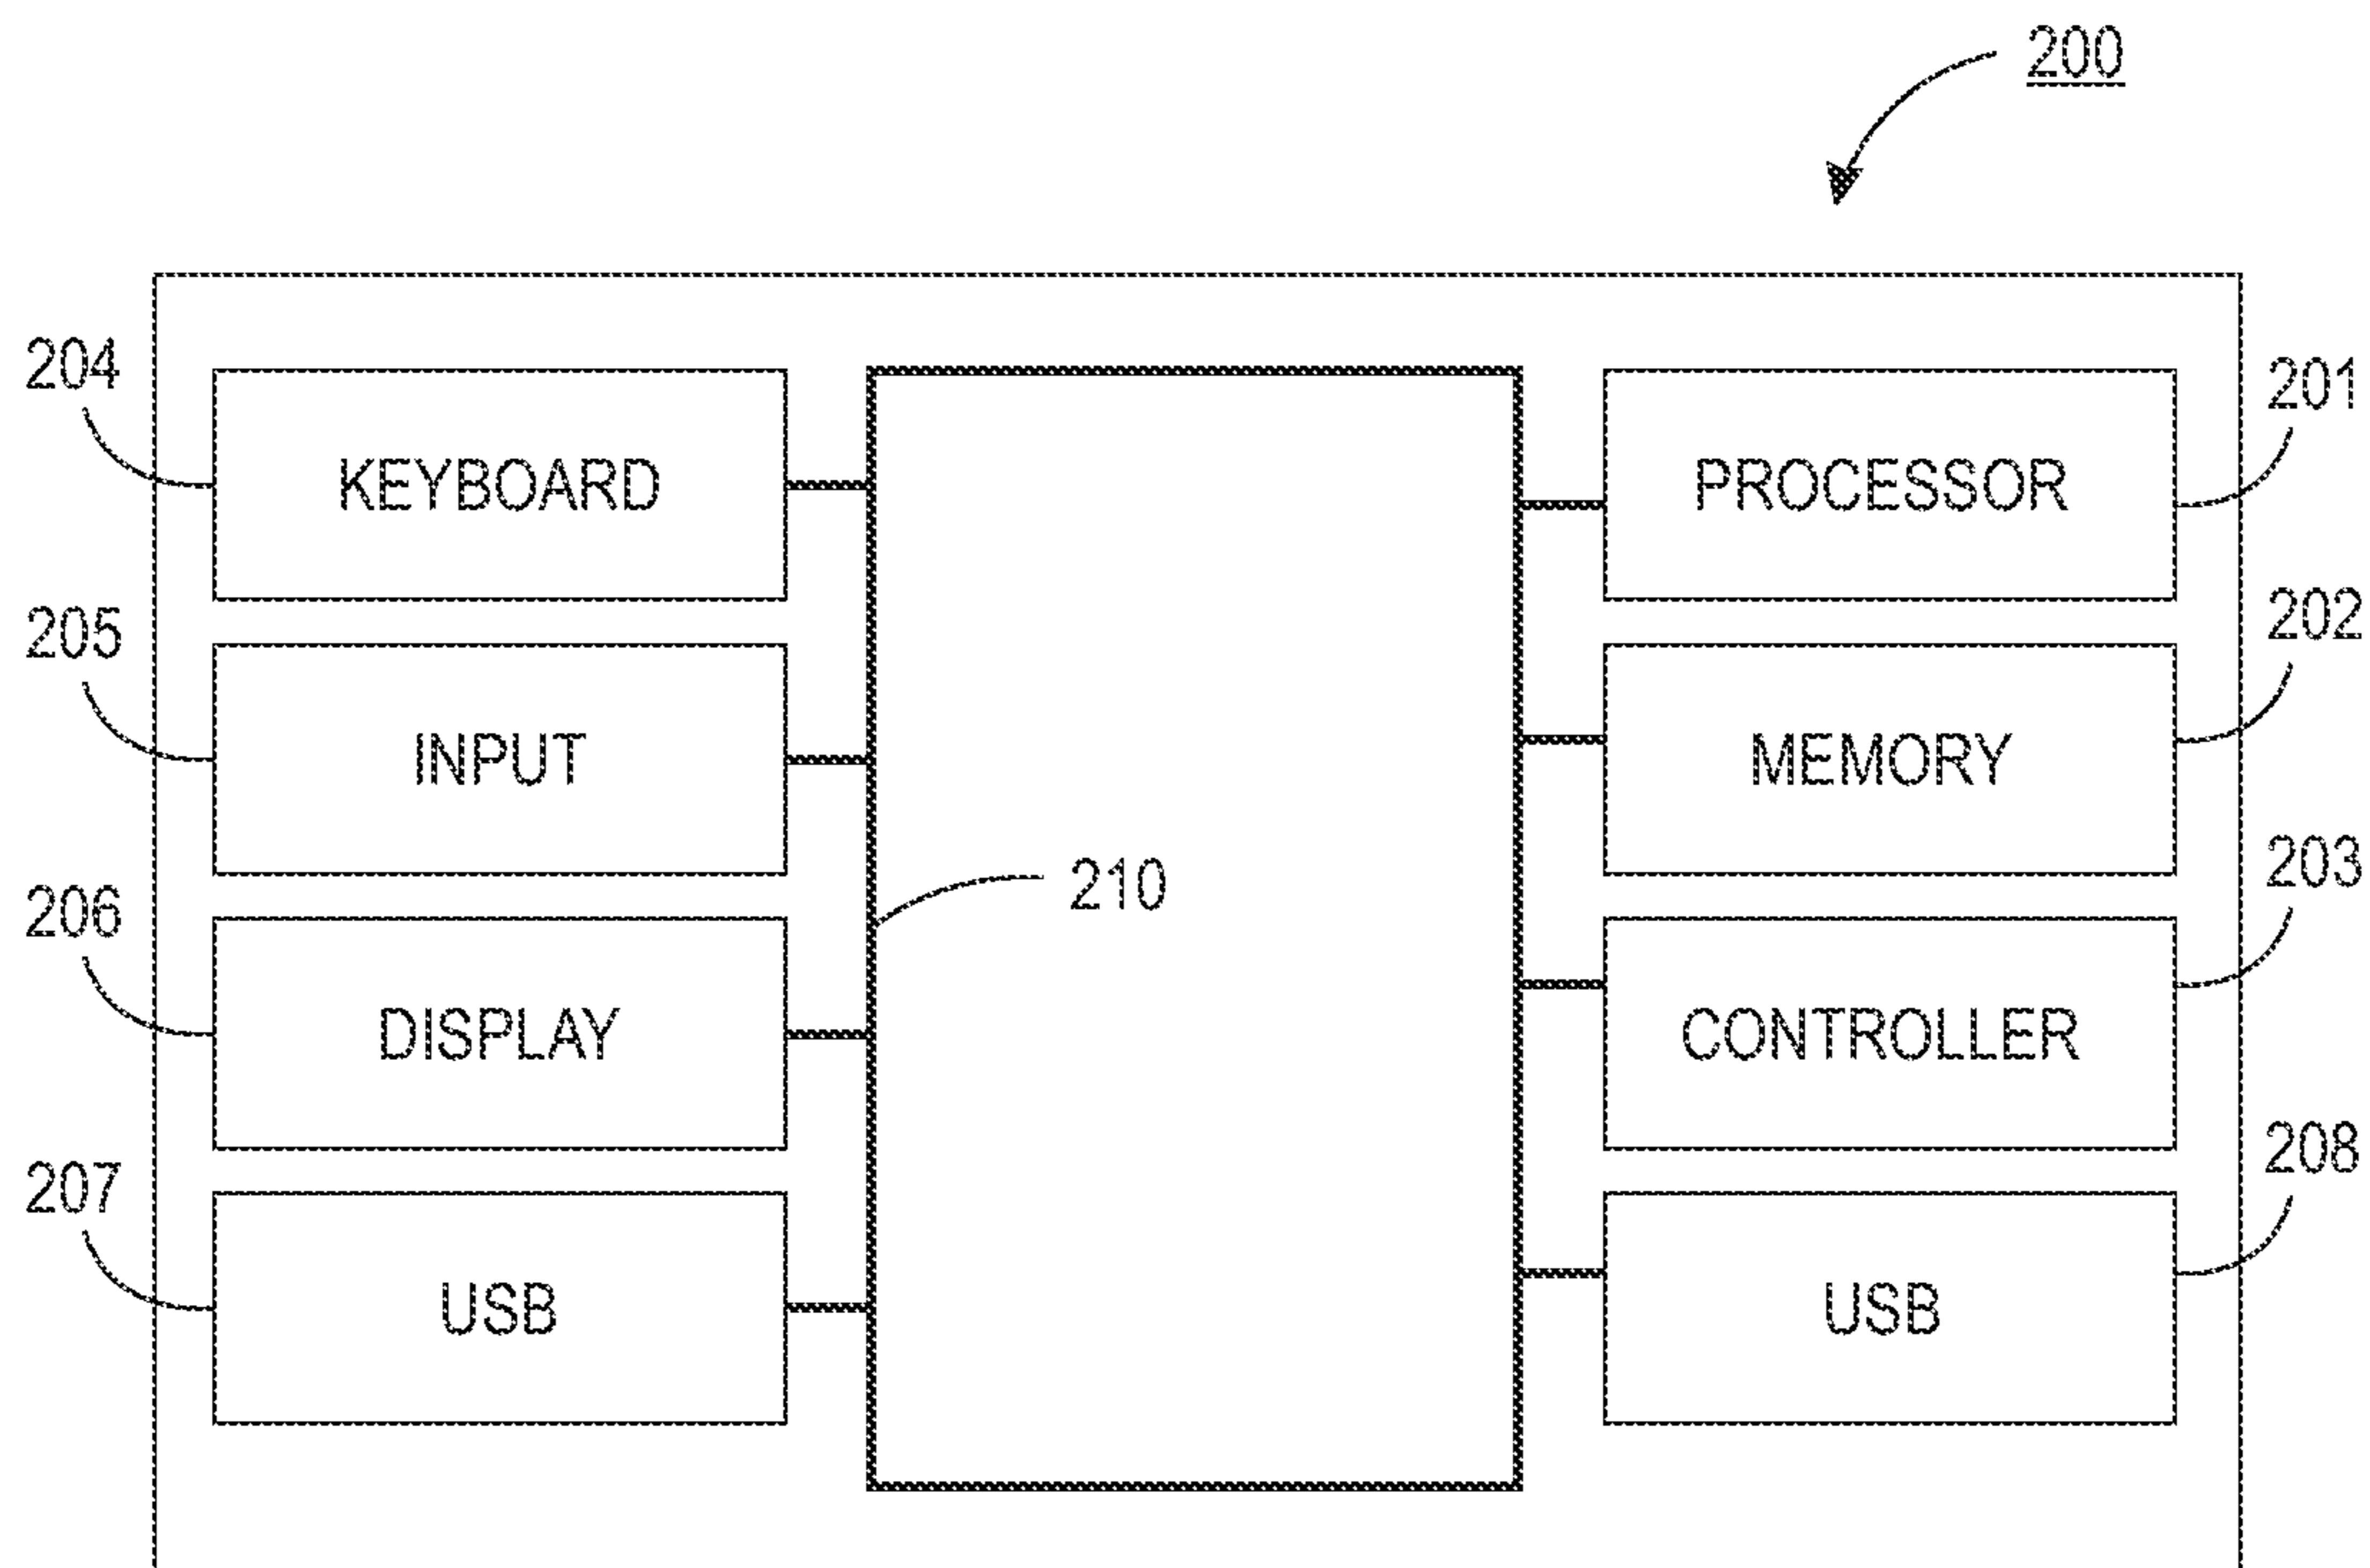 200
204
KEYBOARD
PROCESSOR
201
205
INPUT
MEMORY
202
206
DISPLAY
210
CONTROLLER
203
207
USB
USB
208